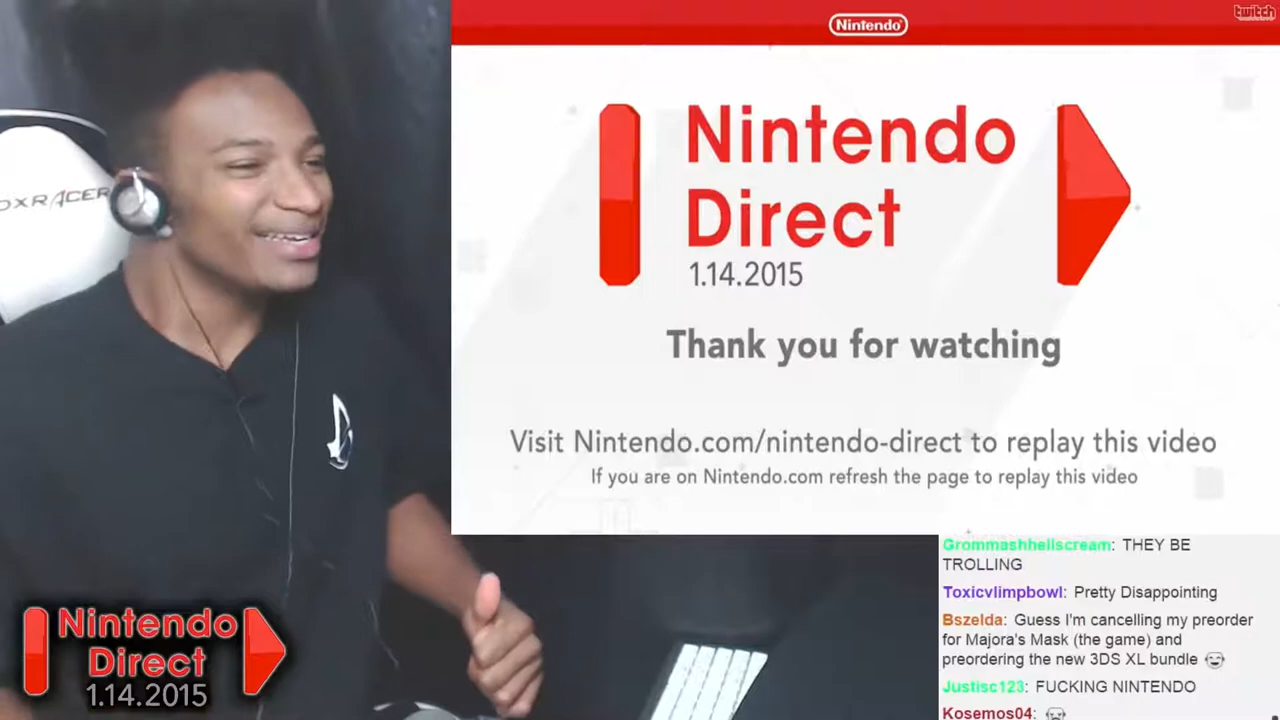 Nintendo
twitch
DXRACER
Nintendo
Direct
1.14.2015
Thank you for watching
Visit Nintendo.com/nintendo-direct to replay this video
If you are on Nintendo.com refresh the page to replay this video
Grommashhellscream: THEY BE
TROLLING
Toxicvlimpbowl: Pretty Disappointing
Bszelda: Guess I'm cancelling my preorder
for Majora's Mask (the game) and
preordering the new 3DS XL bundle
Justisc123: FUCKING NINTENDO
Kosemos04:
Nintendo
Direct
1.14.2015